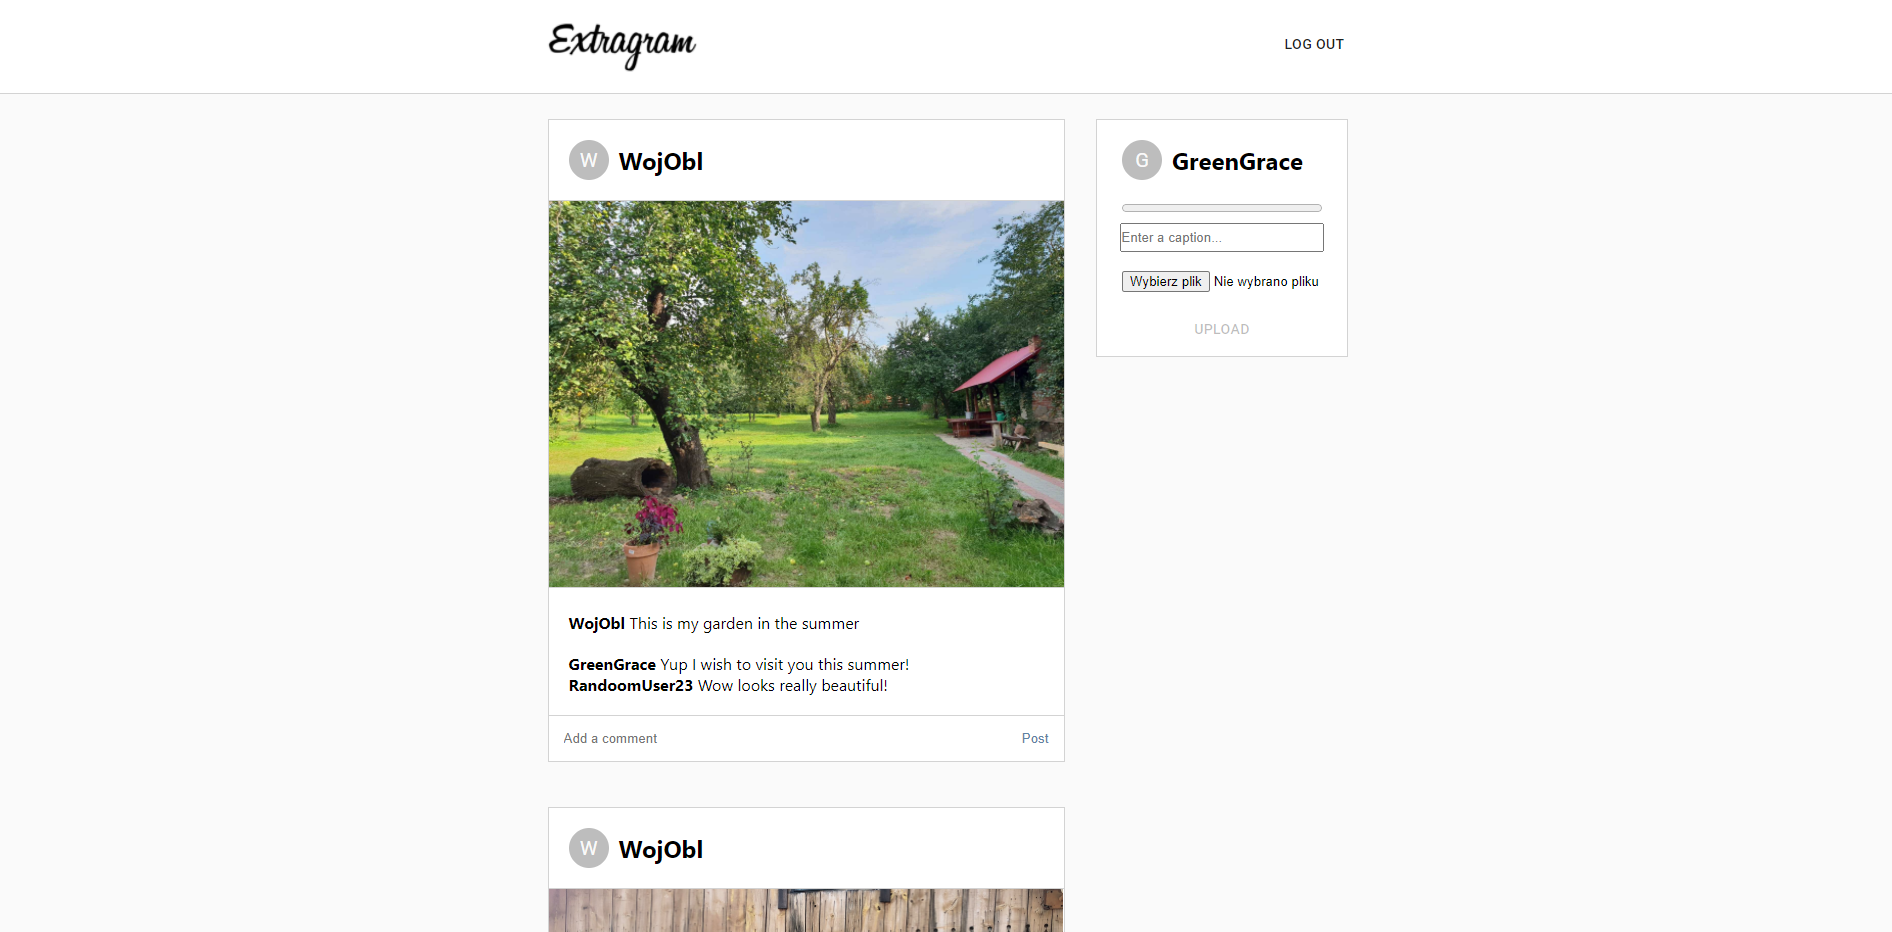 Extragram
LOG OUT
W WojObl
WojObl This is my garden in the summer
GreenGrace Yup I wish to visit you this summer!
RandoomUser23 Wow looks really beautiful!
Add a comment Post
W WojObl
G GreenGrace
Enter a caption...
Wybierz plik Nie wybrano pliku
UPLOAD